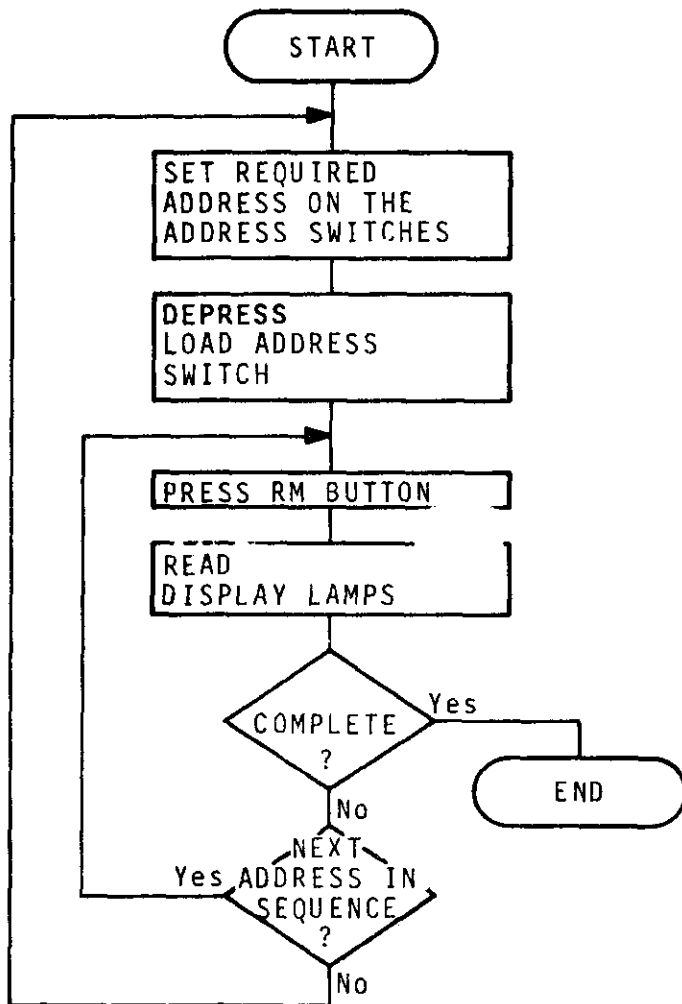 START
SET REQUIRED
ADDRESS ON THE
ADDRESS SWITCHES
DEPRESS
LOAD ADDRESS
SWITCH
PRESS RM BUTTON
READ
DISPLAY LAMPS
COMPLETE
?
Yes
END
No
NEXT
Yes ADDRESS IN
SEQUENCE
?
No